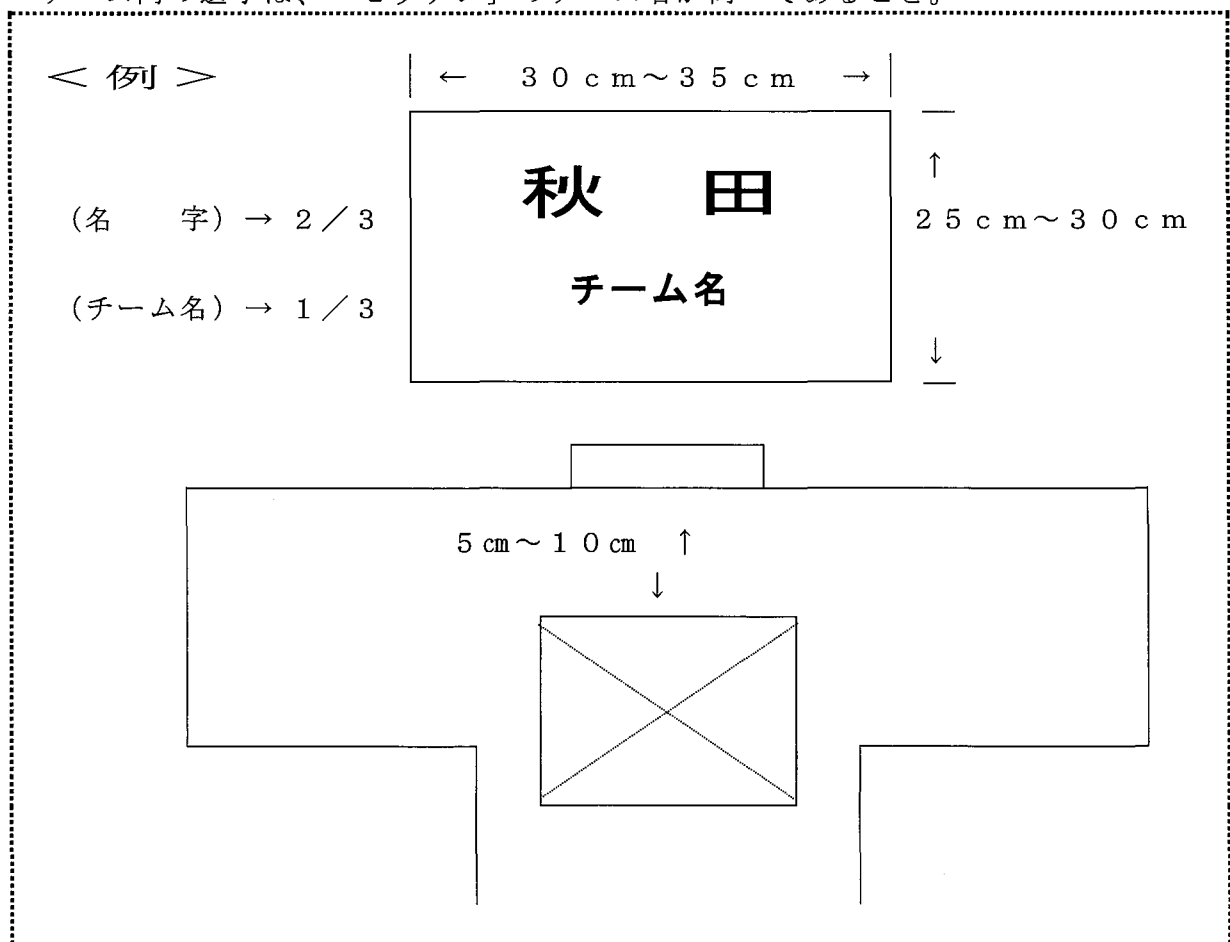 ＜ 例 ＞
← ３０ｃｍ～３５ｃｍ →
秋　田
↑
（名　　字）→ ２／３
２５ｃｍ～３０ｃｍ
チーム名
（チーム名）→ １／３
↓
５㎝～１０㎝ ↑
↓